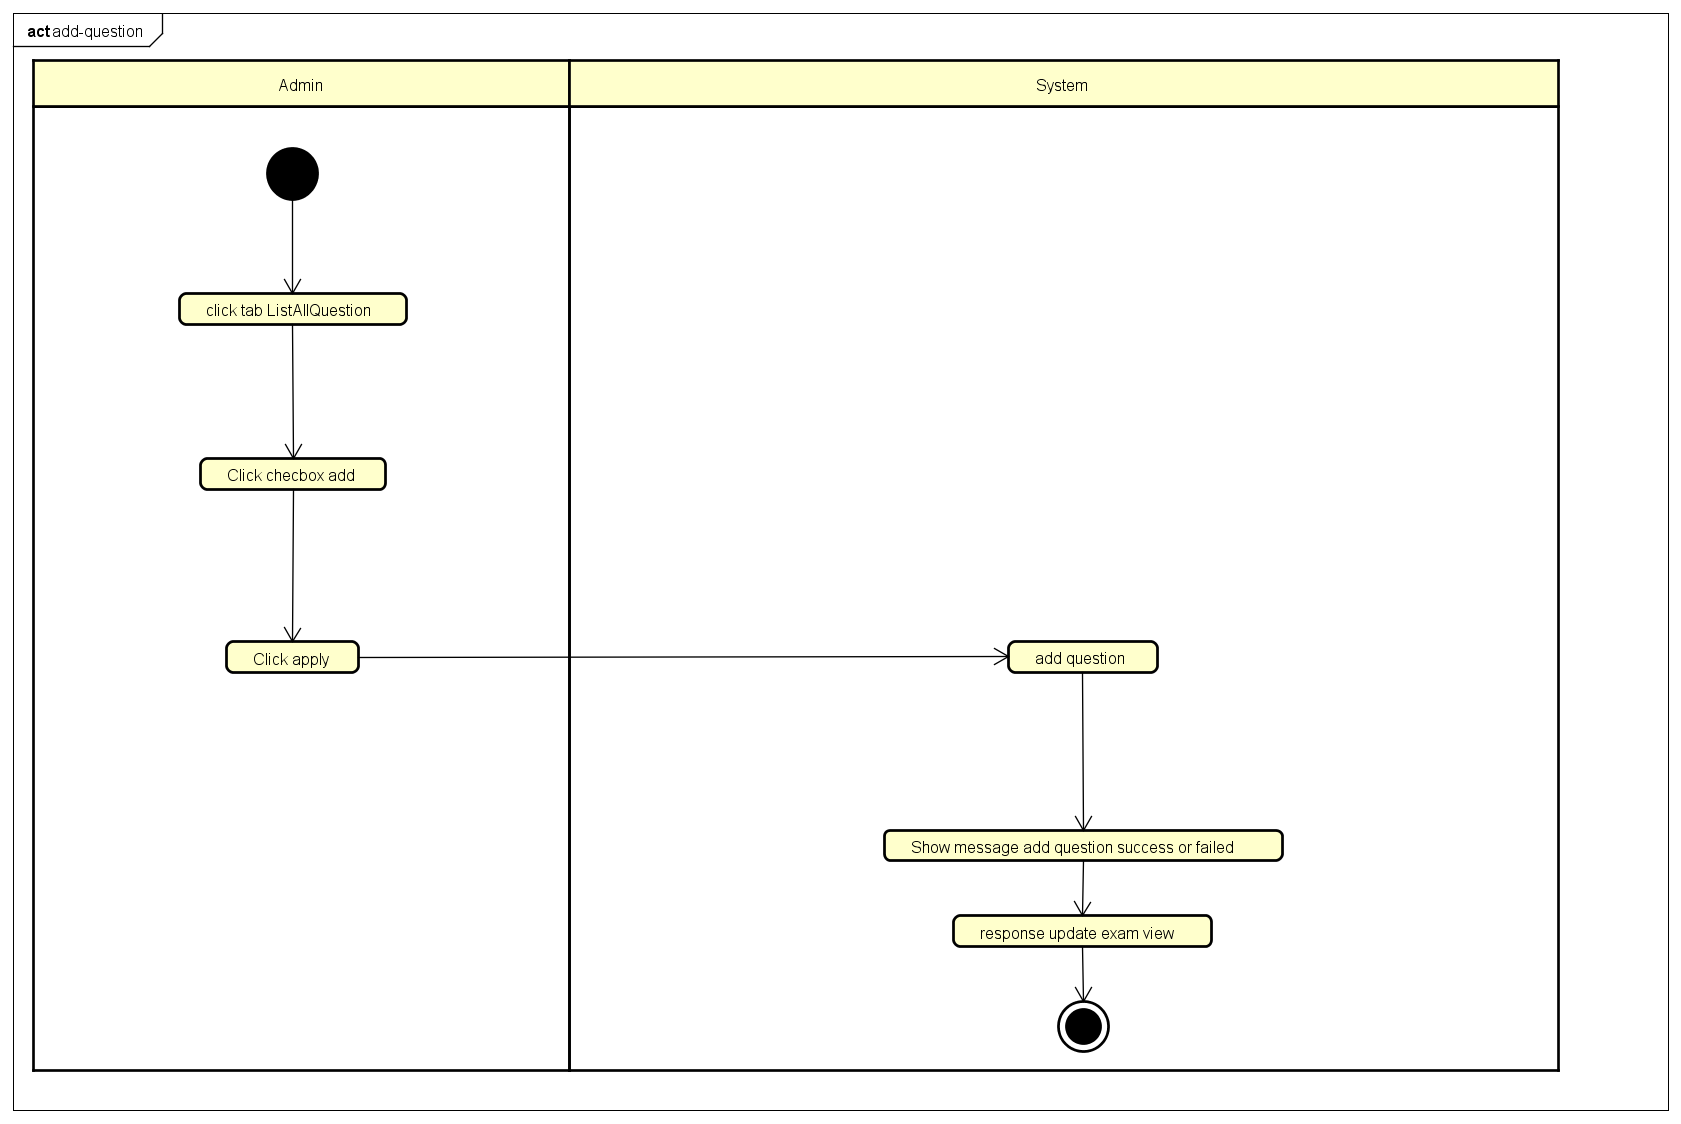 act add-question
Admin
System
click tab ListAllQuestion
Click checbox add
Click apply
add question
Show message add question success or failed
response update exam view